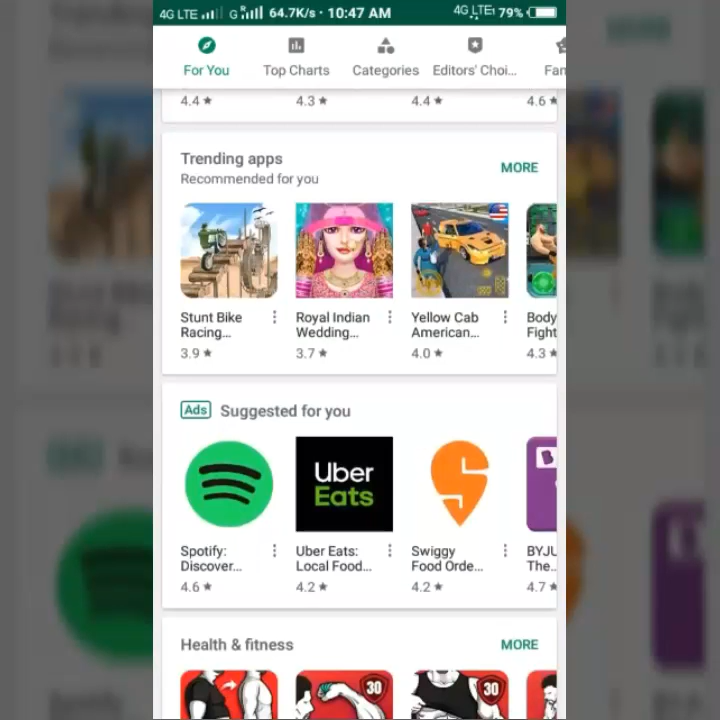 4G LTE G R 64.7K/s · 10:47 AM 4G LTE 79%
For You Top Charts Categories Editors' Choi... Fan
4.4 ★ 4.3 ★ 4.4 ★ 4.6 ★
Trending apps
MORE
Recommended for you
Stunt Bike Royal Indian Yellow Cab Body
Racing... Wedding... American... Fight
3.9 ★ 3.7 ★ 4.0 ★ 4.3 ★
Ads Suggested for you
Uber
Eats
Spotify: Uber Eats: Swiggy BYJU
Discover... Local Food... Food Orde... The...
4.6 ★ 4.2 ★ 4.2 ★ 4.7 ★
Health & fitness MORE
30 30